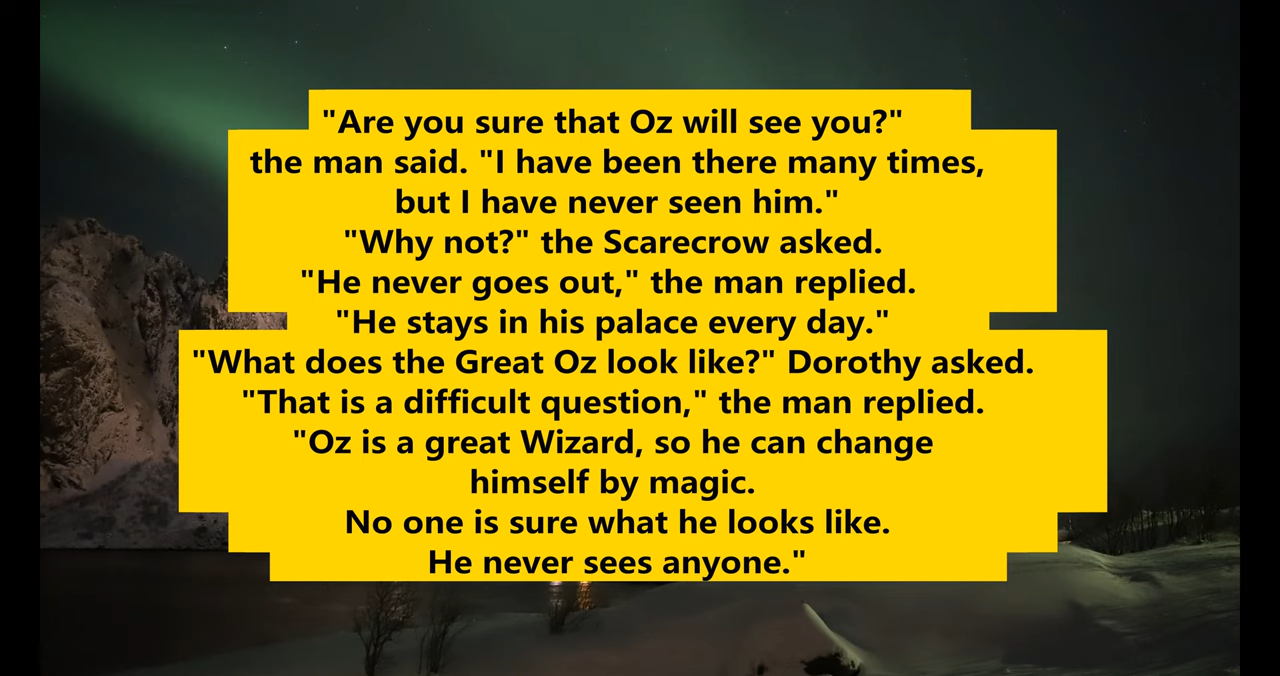 "Are you sure that Oz will see you?"
the man said. "I have been there many times,
but I have never seen him."
"Why not?" the Scarecrow asked.
"He never goes out," the man replied.
"He stays in his palace every day."
"What does the Great Oz look like?" Dorothy asked.
"That is a difficult question," the man replied.
"Oz is a great Wizard, so he can change
himself by magic.
No one is sure what he looks like.
He never sees anyone."